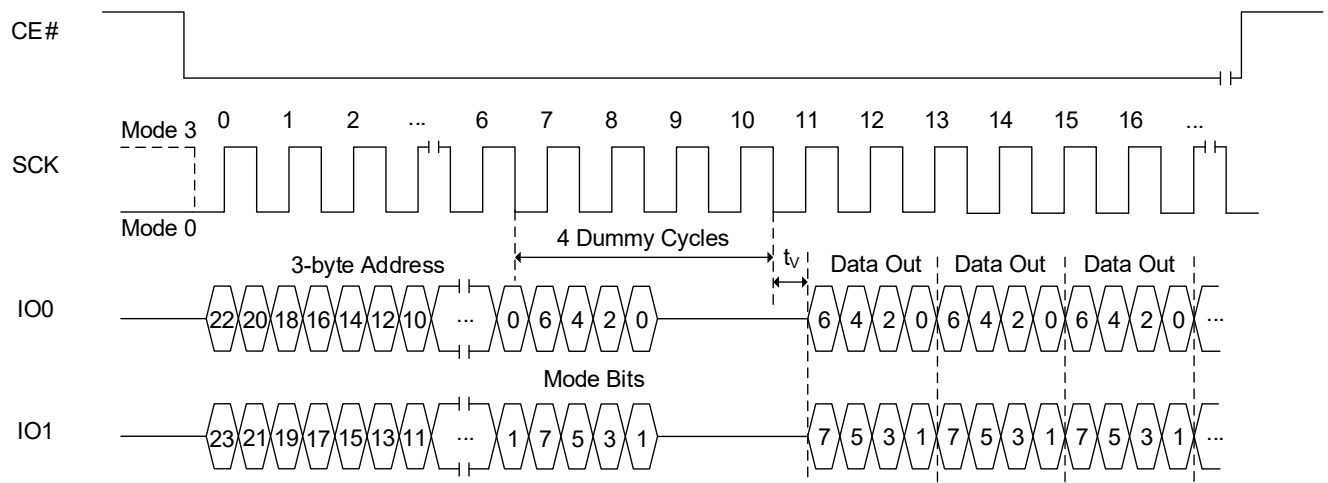 CE#
0 1 2 ... 6 7 8 9 10 11 12 13 14 15 16 ...
Mode 3
SCK
Mode 0
4 Dummy Cycles
3-byte Address
tV Data Out Data Out Data Out
IO0 22 20 18 16 14 12 10 ... 0 6 4 2 0 6 4 2 0 6 4 2 0 6 4 2 0 ...
Mode Bits
IO1 23 21 19 17 15 13 11 ... 1 7 5 3 1 7 5 3 1 7 5 3 1 7 5 3 1 ...